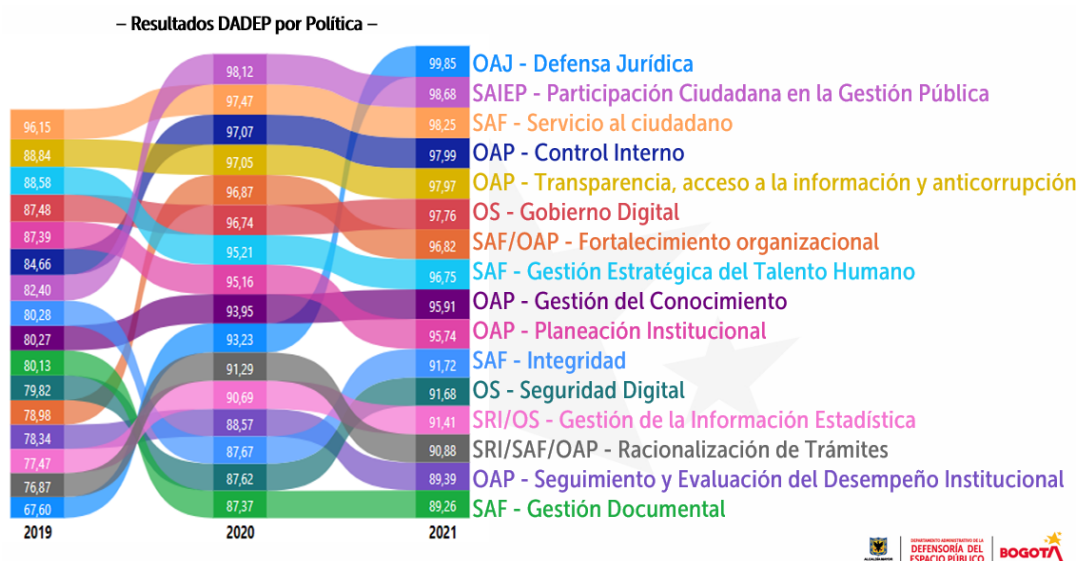 – Resultados DADEP por Política –
96,15
88,84
88,58
87,48
87,39
84,66
82,40
80,28
80,27
80,13
79,82
78,98
78,34
77,47
76,87
67,60
2019
98,12
97,47
97,07
97,05
96,87
96,74
95,21
95,16
93,95
93,23
91,29
90,69
88,57
87,67
87,62
87,37
2020
99,85 OAJ - Defensa Jurídica
98,68 SAIEP - Participación Ciudadana en la Gestión Pública
98,25 SAF - Servicio al ciudadano
97,99 OAP - Control Interno
97,97 OAP - Transparencia, acceso a la información y anticorrupción
97,76 OS - Gobierno Digital
96,82 SAF/OAP - Fortalecimiento organizacional
96,75 SAF - Gestión Estratégica del Talento Humano
95,91 OAP - Gestión del Conocimiento
95,74 OAP - Planeación Institucional
91,72 SAF - Integridad
91,68 OS - Seguridad Digital
91,41 SRI/OS - Gestión de la Información Estadística
90,88 SRI/SAF/OAP - Racionalización de Trámites
89,39 OAP - Seguimiento y Evaluación del Desempeño Institucional
89,26 SAF - Gestión Documental
2021
DEPARTAMENTO ADMINISTRATIVO DE LA
DEFENSORÍA DEL
ESPACIO PÚBLICO
BOGOTÁ